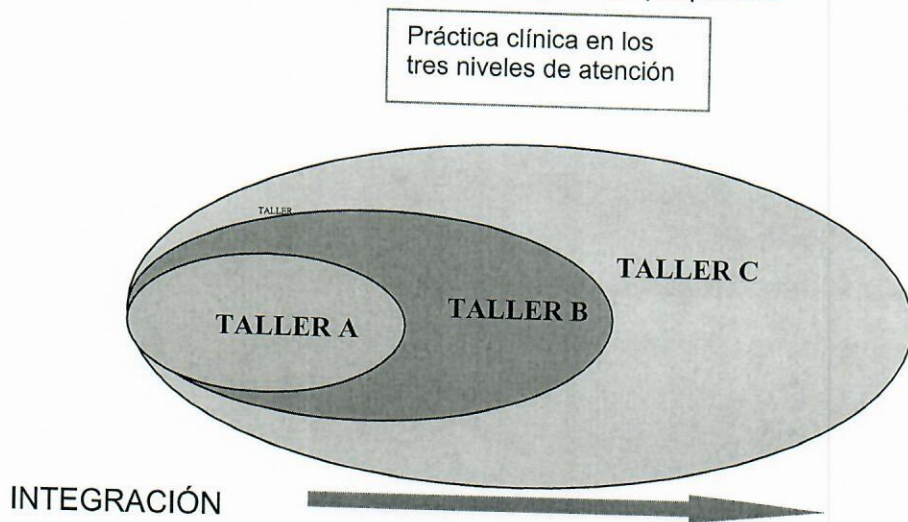 Práctica clínica en los
tres niveles de atención
TALLER
TALLER C
TALLER B
TALLER A
INTEGRACIÓN